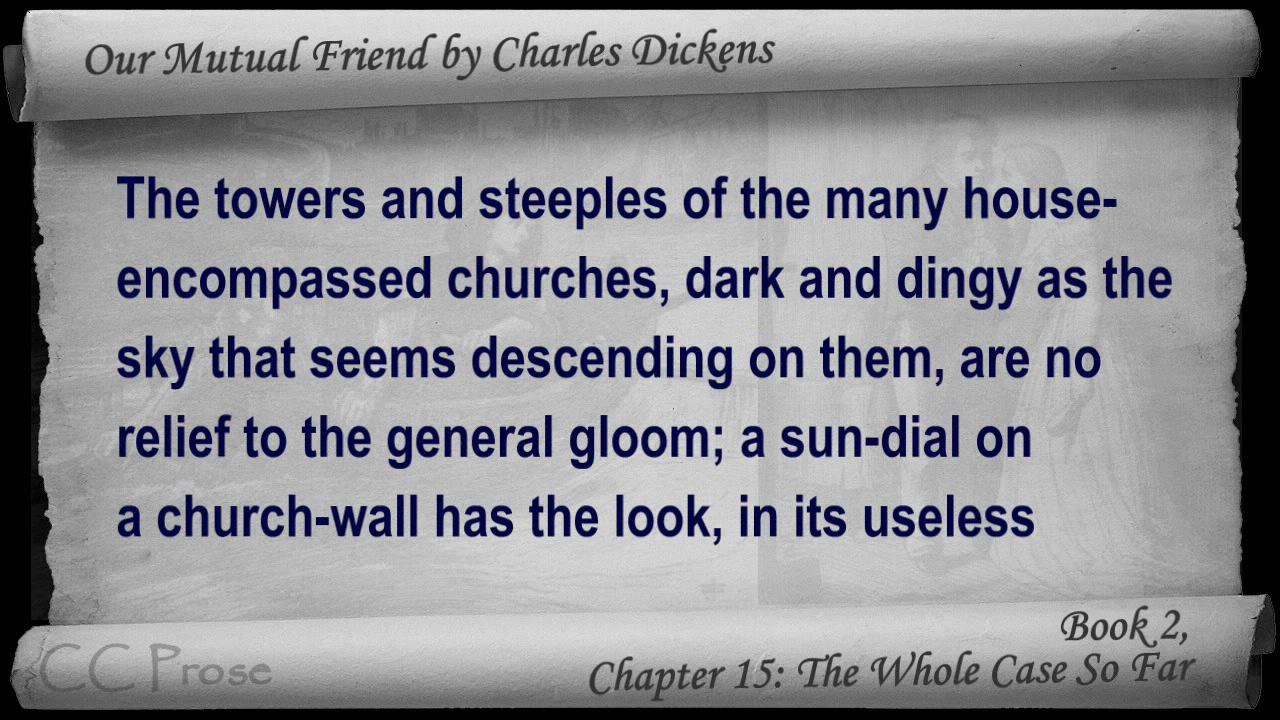 Our Mutual Friend by Charles Dickens
The towers and steeples of the many house-
encompassed churches, dark and dingy as the
sky that seems descending on them, are no
relief to the general gloom; a sun-dial on
a church-wall has the look, in its useless
Book 2,
CC Prose
Chapter 15: The Whole Case So Far